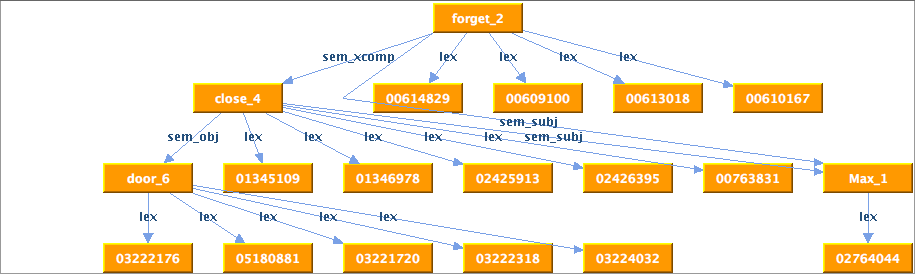 forget_2
sem_xcomp lex lex lex lex
close_4 00614829 00609100 00613018 00610167
sem_subj
sem_obj lex lex lex lex lex sem_subj
door_6 01345109 01346978 02425913 02426395 00763831 Max_1
lex lex lex lex lex lex
03222176 05180881 03221720 03222318 03224032 02764044